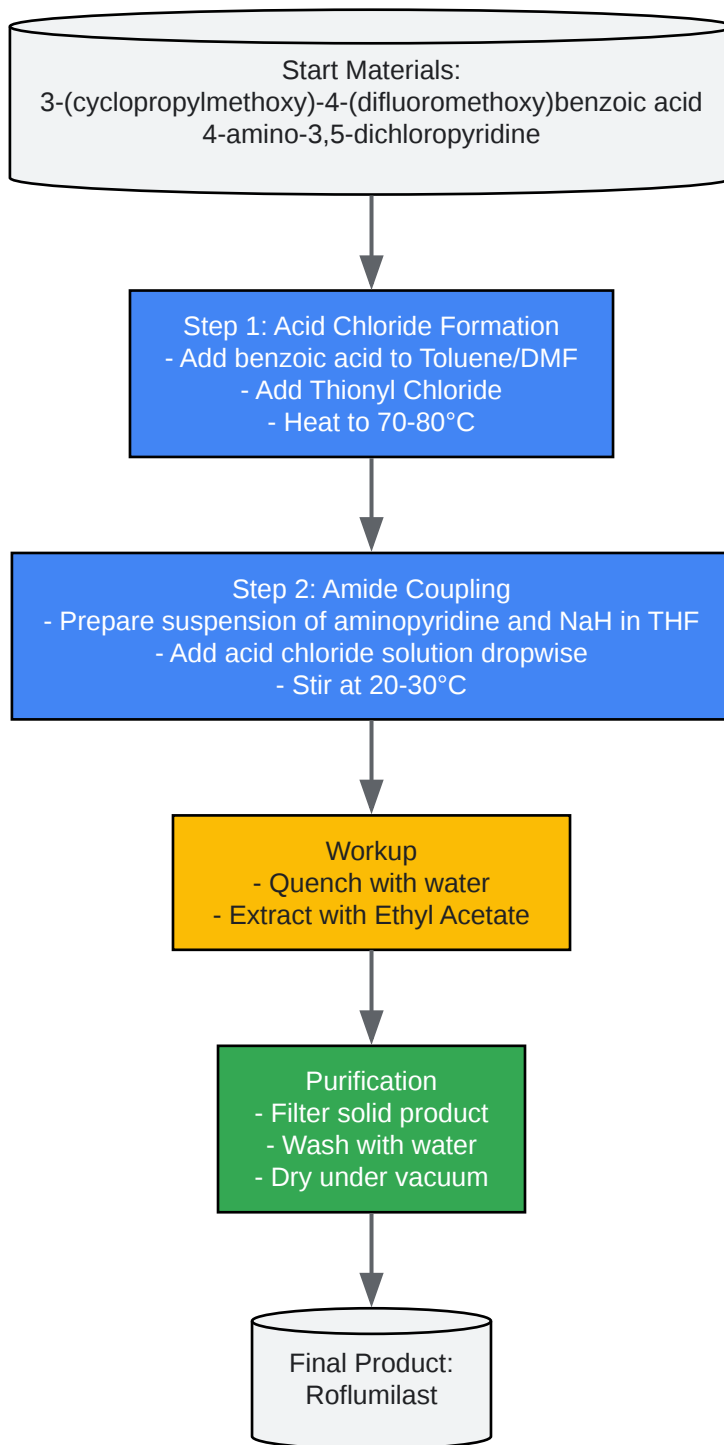 Start Materials:
3-(cyclopropylmethoxy)-4-(difluoromethoxy)benzoic acid
4-amino-3,5-dichloropyridine
Step 1: Acid Chloride Formation
- Add benzoic acid to Toluene/DMF
- Add Thionyl Chloride
- Heat to 70-80°C
Step 2: Amide Coupling
- Prepare suspension of aminopyridine and NaH in THF
- Add acid chloride solution dropwise
- Stir at 20-30°C
Workup
- Quench with water
- Extract with Ethyl Acetate
Purification
- Filter solid product
- Wash with water
- Dry under vacuum
Final Product:
Roflumilast